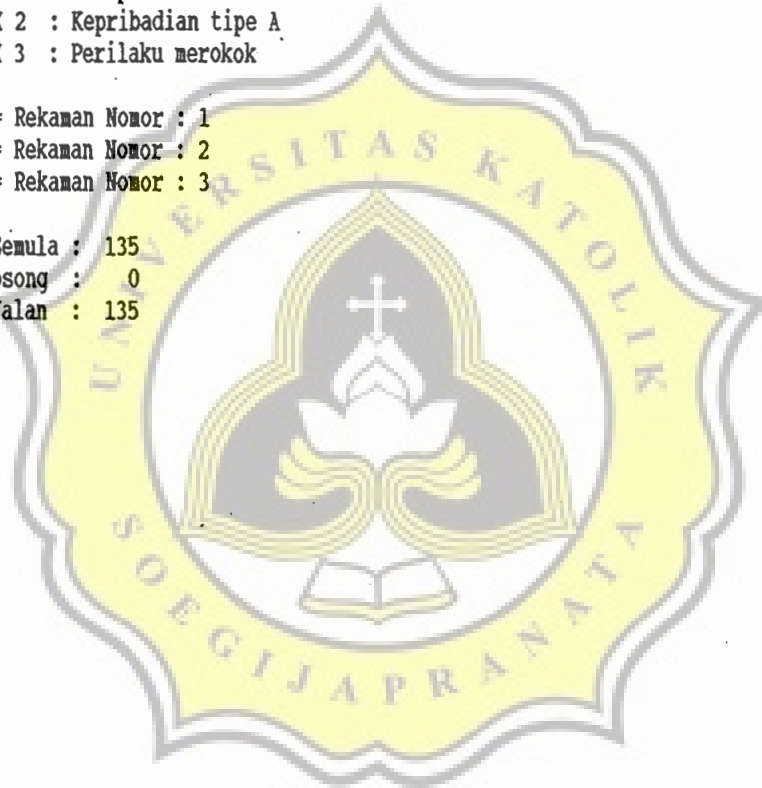 X 2 : Kepribadian tipe A
X 3 : Perilaku merokok
= Rekaman Nomor : 1
= Rekaman Nomor : 2
= Rekaman Nomor : 3
Semula : 135
osong : 0
Jalan : 135
UNIVERSITAS KATOLIK
SOEGIJAPRANATA